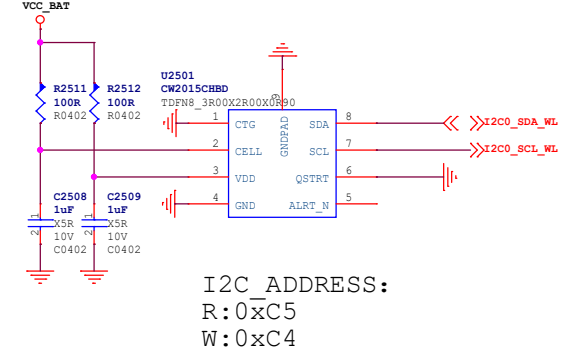 VCC_BAT
R2511
100R
R0402
R2512
100R
R0402
U2501
CW2015CHBD
TDFN8_3R00X2R00X0R90
9
GNDPAD
1
CTG
SDA
8
I2C0_SDA_WL
2
CELL
SCL
7
I2C0_SCL_WL
3
VDD
QSTRT
6
4
GND
ALRT_N
5
C2508
1uF
X5R
10V
C0402
1
2
C2509
1uF
X5R
10V
C0402
1
2
I2C_ADDRESS:
R:0xC5
W:0xC4